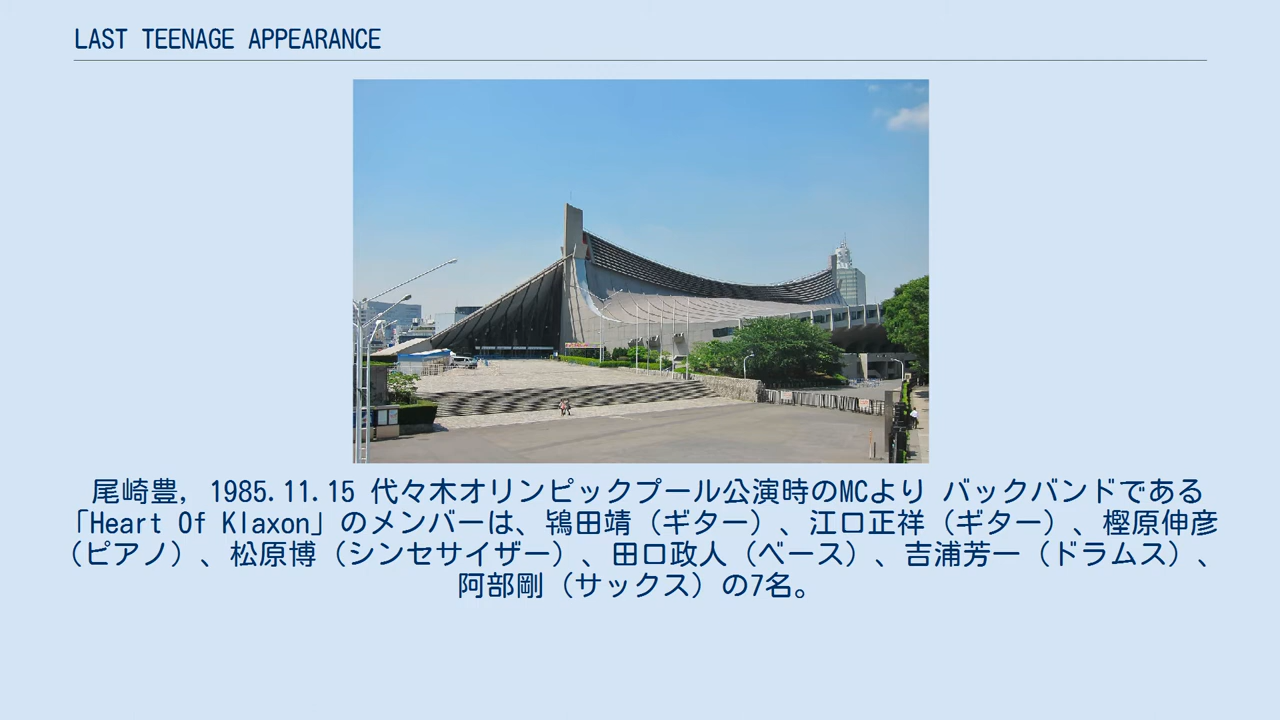 LAST TEENAGE APPEARANCE
尾崎豊, 1985.11.15 代々木オリンピックプール公演時のMCより バックバンドである
「Heart Of Klaxon」のメンバーは、鴇田靖（ギター）、江口正祥（ギター）、樫原伸彦
（ピアノ）、松原博（シンセサイザー）、田口政人（ベース）、吉浦芳一（ドラムス）、
阿部剛（サックス）の7名。